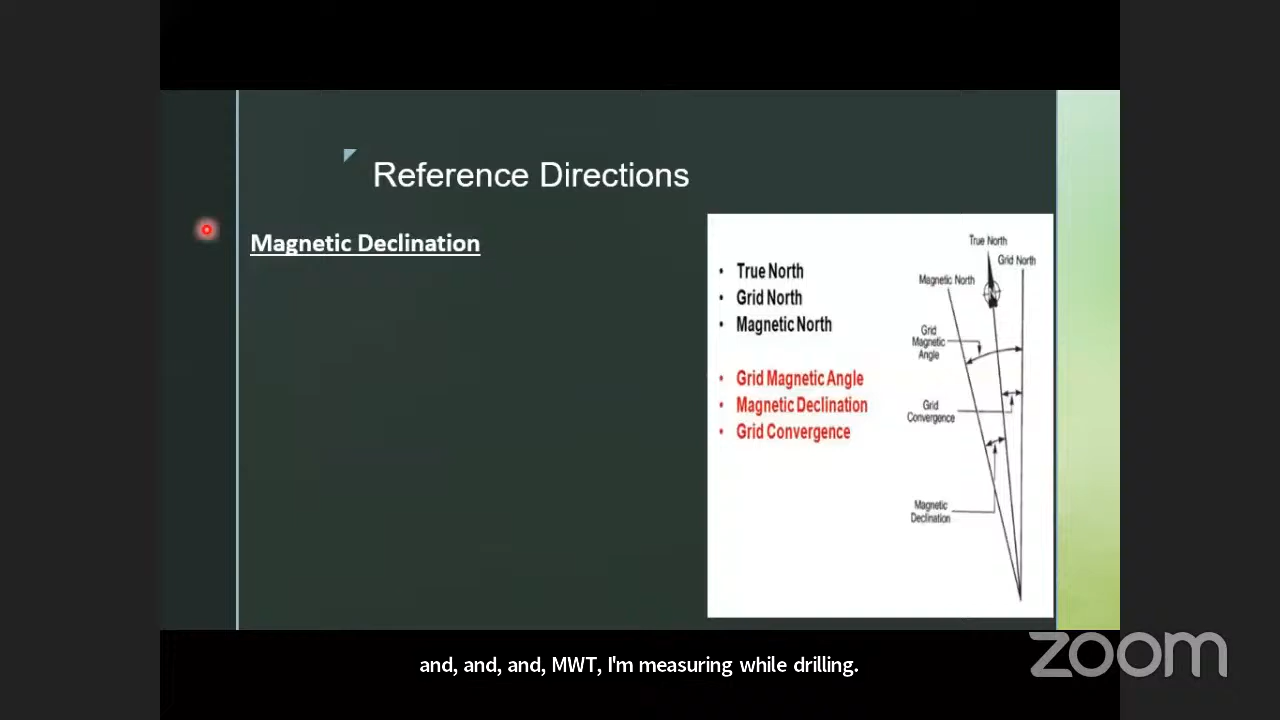 Reference Directions
Magnetic Declination
• True North
• Grid North
• Magnetic North
• Grid Magnetic Angle
• Magnetic Declination
• Grid Convergence
True North
Grid North
Magnetic North
Grid
Magnetic
Angle
Grid
Convergence
Magnetic
Declination
and, and, and, MWT, I'm measuring while drilling.
zoom